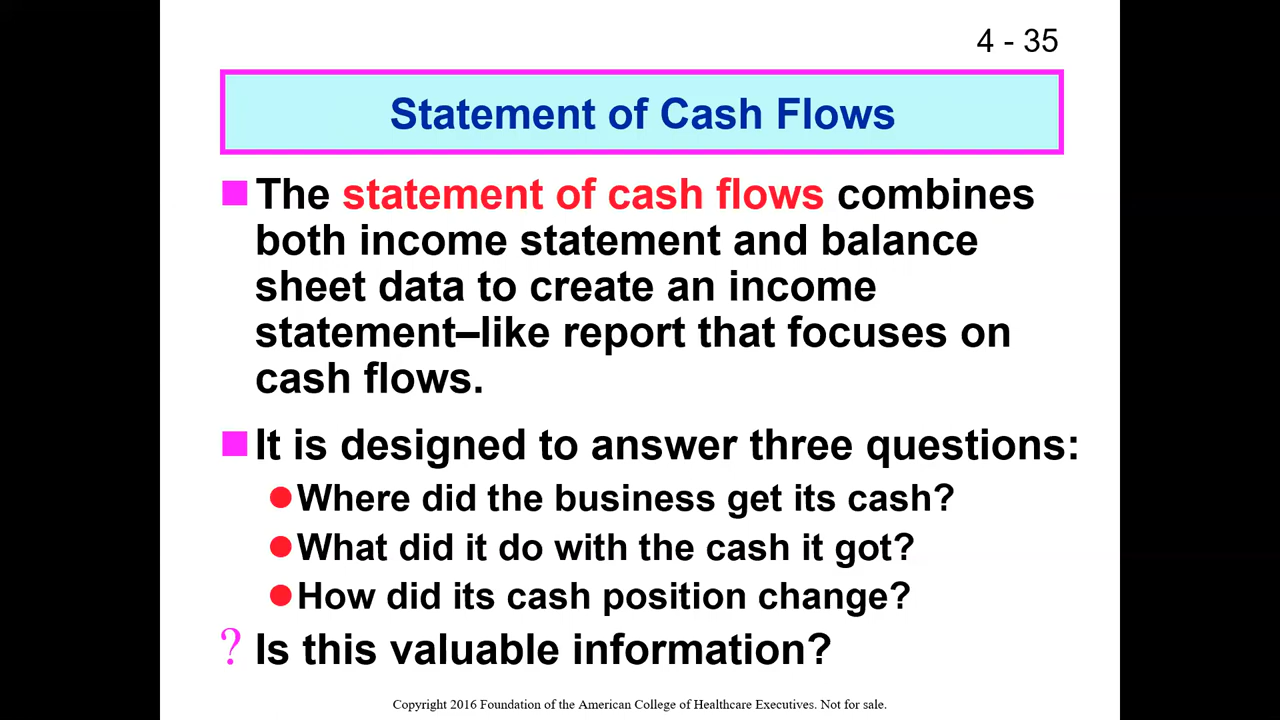 4 - 35
Statement of Cash Flows
The statement of cash flows combines
both income statement and balance
sheet data to create an income
statement–like report that focuses on
cash flows.
It is designed to answer three questions:
Where did the business get its cash?
What did it do with the cash it got?
How did its cash position change?
? Is this valuable information?
Copyright 2016 Foundation of the American College of Healthcare Executives. Not for sale.